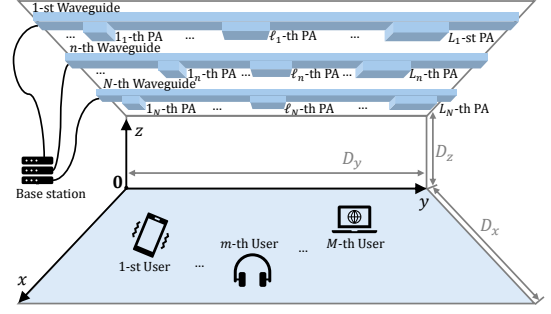 1-st Waveguide
... 1₁-th PA ... ℓ₁-th PA ... L₁-st PA
n-th Waveguide
... 1ₙ-th PA ... ℓₙ-th PA ... Lₙ-th PA
N-th Waveguide
1_N-th PA ... ℓ_N-th PA ... L_N-th PA
z
D_y
D_z
Base station
0
y
D_x
m-th User
...
M-th User
1-st User
...
x